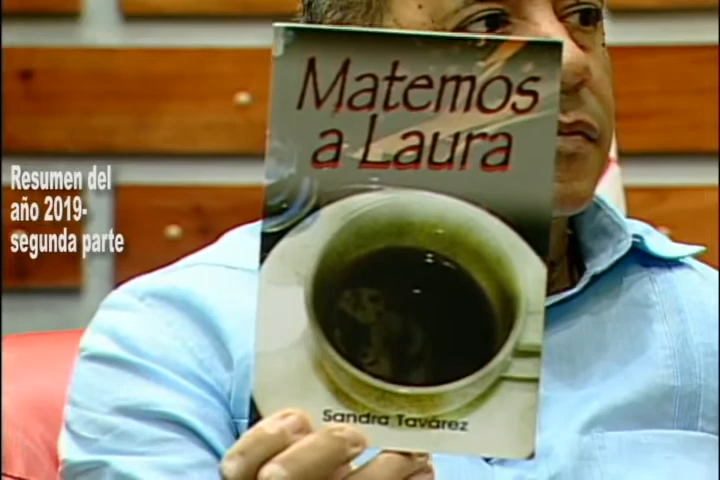 Resumen del
año 2019-
segunda parte
Matemos
a Laura
Sandra Tavárez